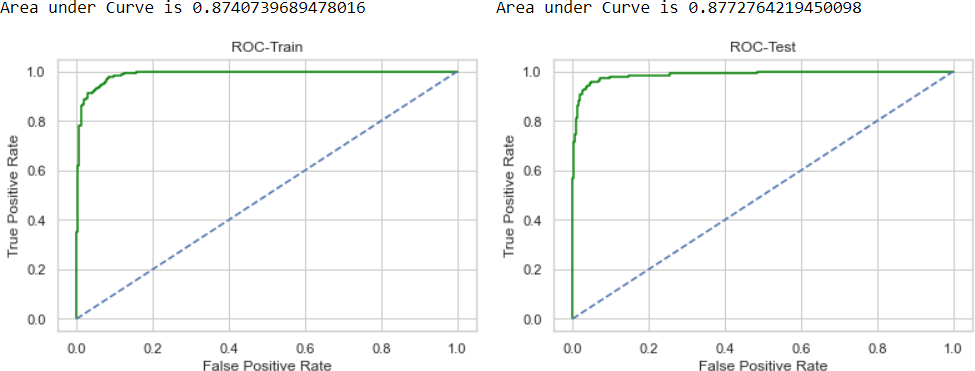 Area under Curve is 0.8740739689478016
ROC-Train
1.0
0.8
0.6
0.4
0.2
0.0
True Positive Rate
0.0 0.2 0.4 0.6 0.8 1.0
False Positive Rate
Area under Curve is 0.8772764219450098
ROC-Test
1.0
0.8
0.6
0.4
0.2
0.0
True Positive Rate
0.0 0.2 0.4 0.6 0.8 1.0
False Positive Rate